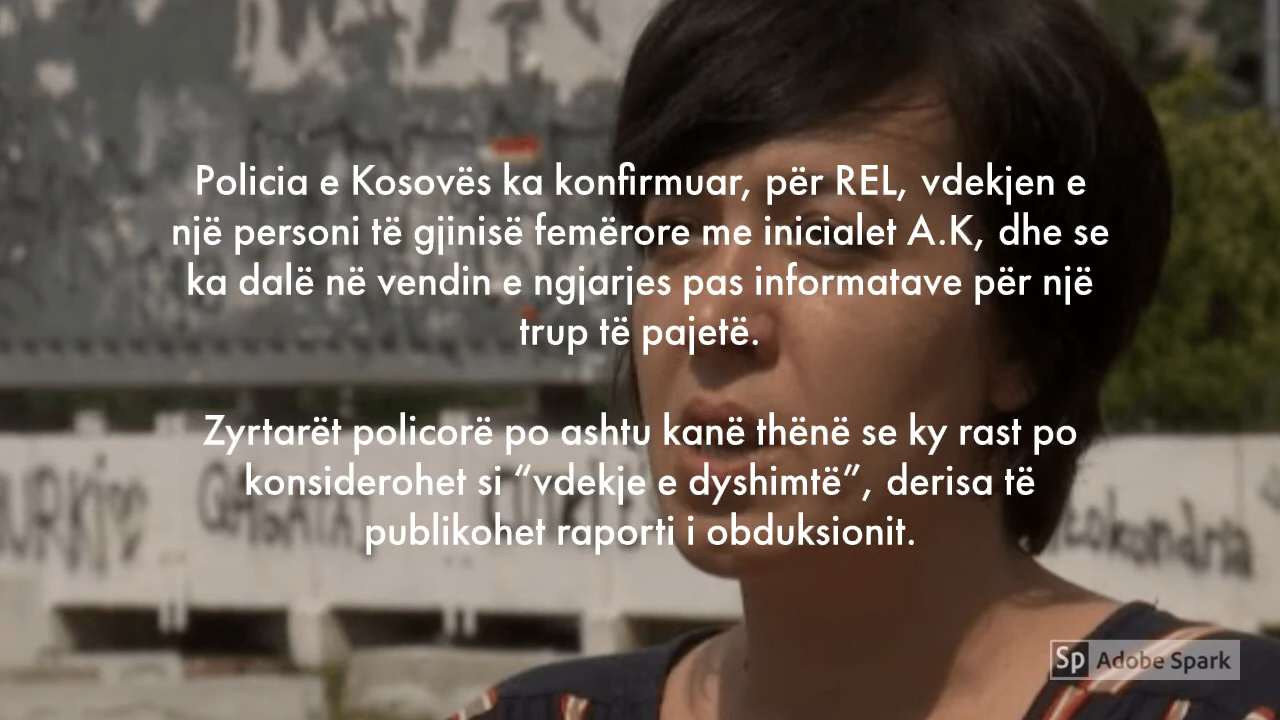 Policia e Kosovës ka konfirmuar, për REL, vdekjen e
një personi të gjinisë femërore me inicialet A.K, dhe se
ka dalë në vendin e ngjarjes pas informatave për një
trup të pajetë.
Zyrtarët policorë po ashtu kanë thënë se ky rast po
konsiderohet si “vdekje e dyshimtë”, derisa të
publikohet raporti i obduksionit.
Sp Adobe Spark